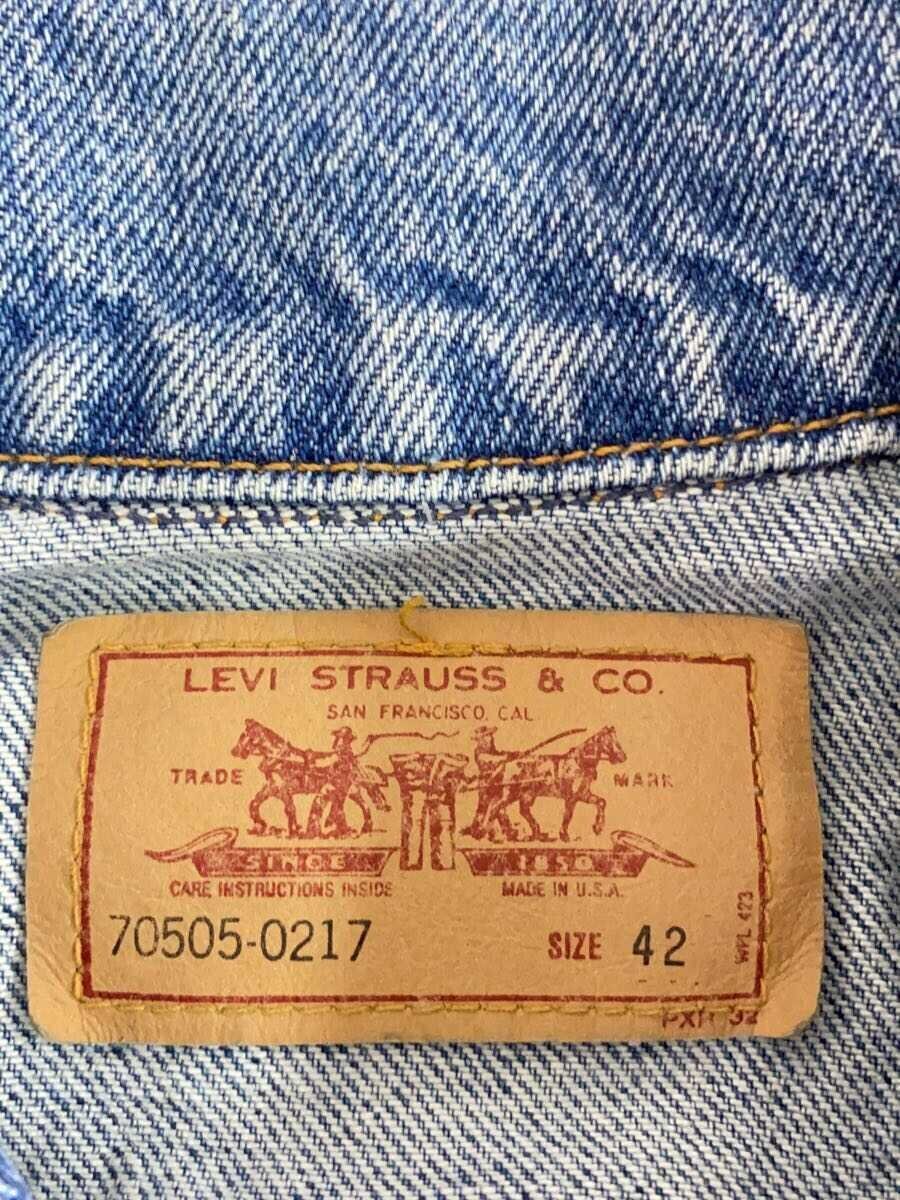 LEVI STRAUSS & CO.
SAN FRANCISCO, CAL
TRADE MARK
SINCE 1850
CARE INSTRUCTIONS INSIDE MADE IN U.S.A.
70505-0217 SIZE 42
WPL 423